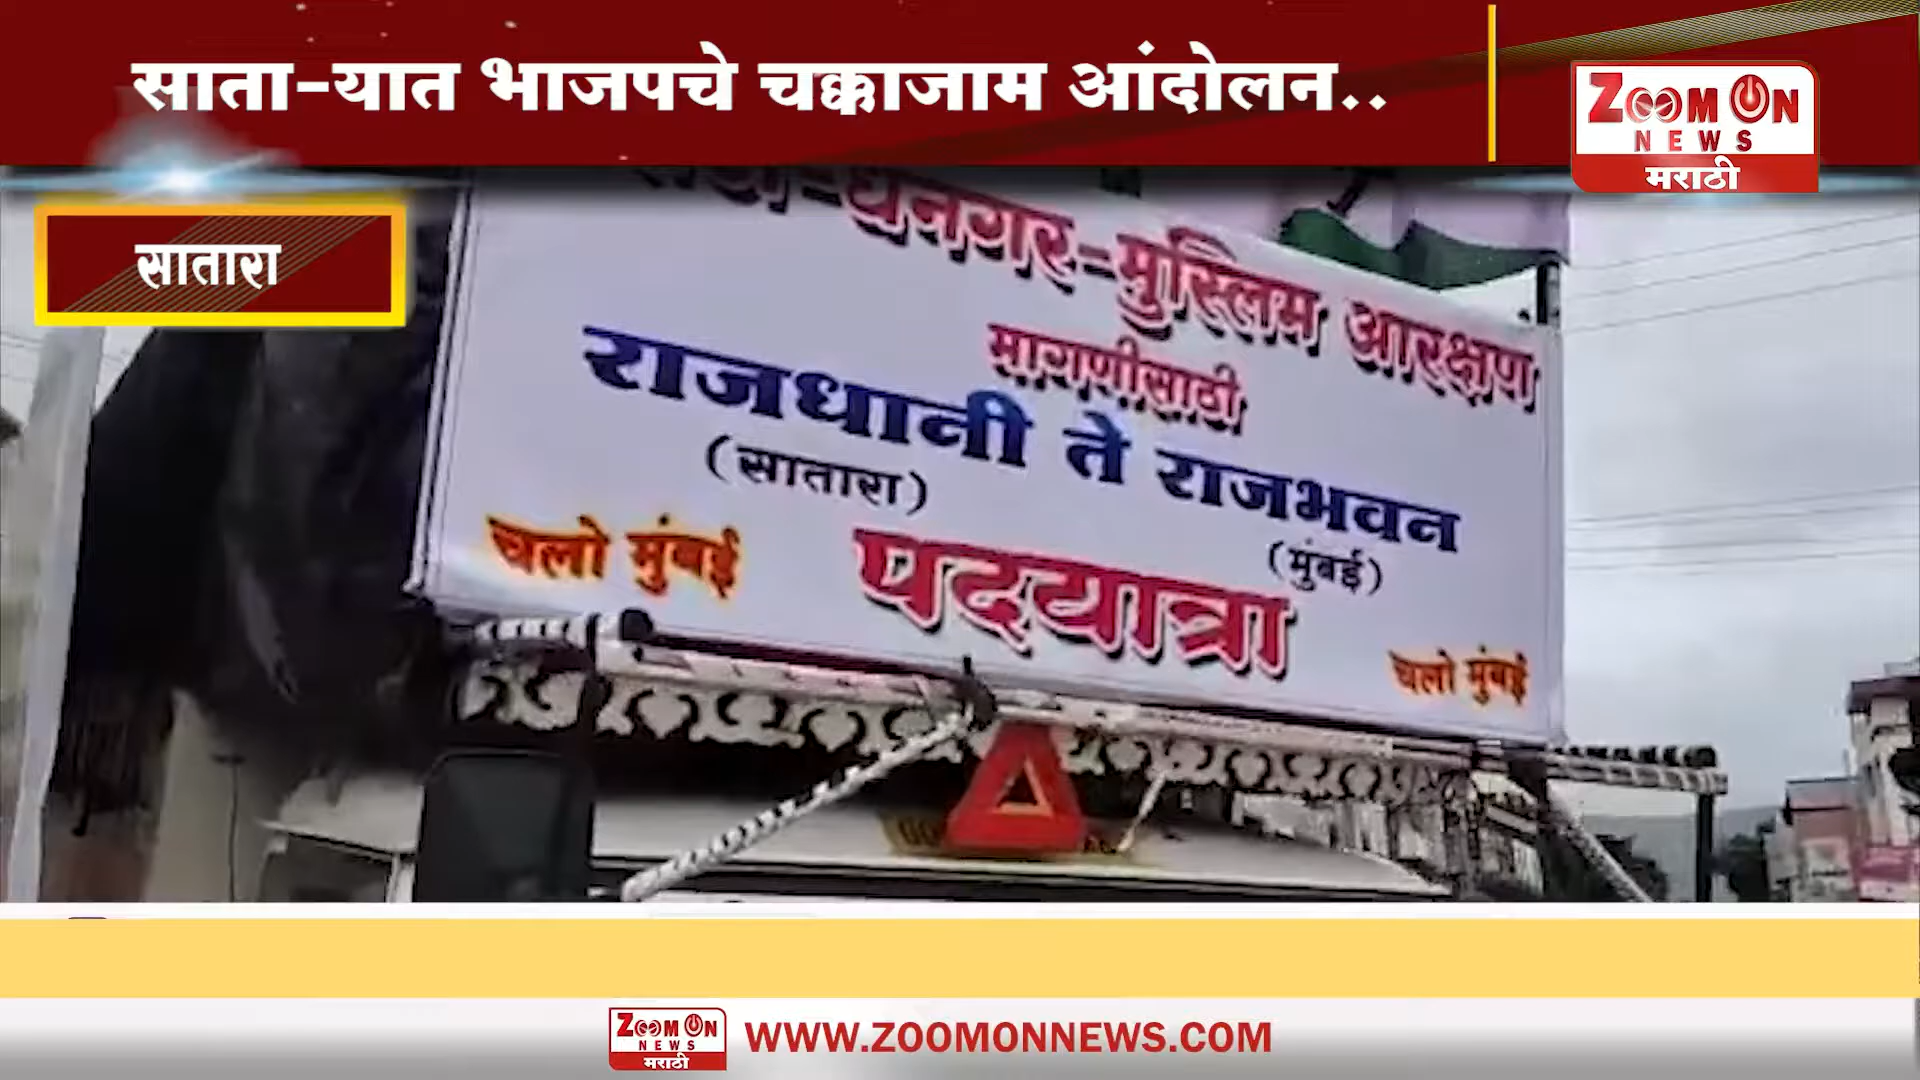 साता-यात भाजपचे चक्काजाम आंदोलन..
ZOOM ON
NEWS
मराठी
सातारा
धनगर-मुस्लिम आरक्षण
मागणीसाठी
राजधानी ते राजभवन
(सातारा)
(मुंबई)
चलो मुंबई
पदयात्रा
चलो मुंबई
ZOOM ON
NEWS
मराठी
WWW.ZOOMONNEWS.COM